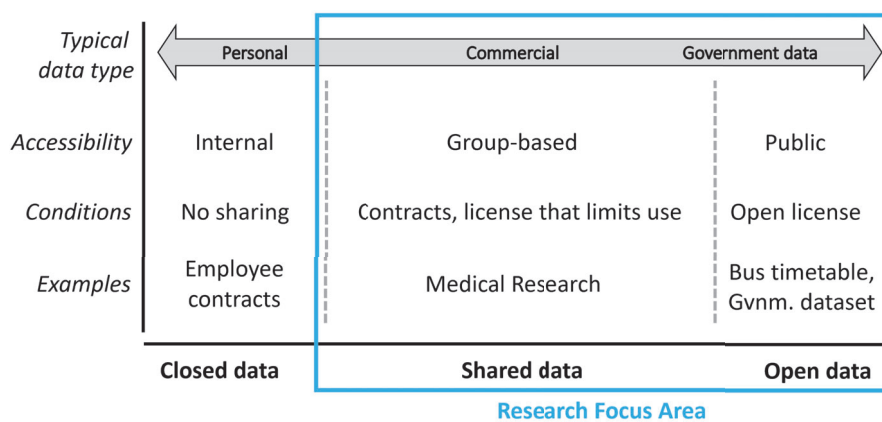 Typical
data type
Personal
Commercial
Government data
Accessibility
Internal
Group-based
Public
Conditions
No sharing
Contracts, license that limits use
Open license
Examples
Employee
contracts
Medical Research
Bus timetable,
Gvnm. dataset
Closed data
Shared data
Open data
Research Focus Area